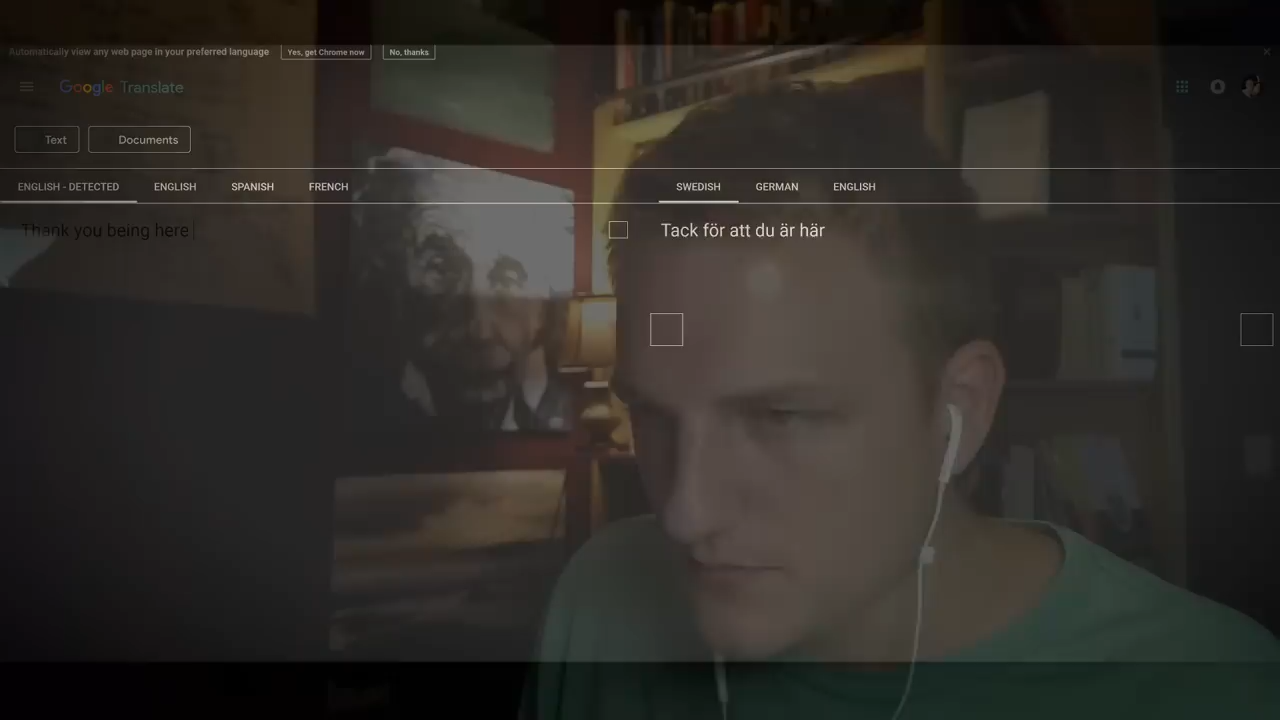 Automatically view any web page in your preferred language Yes, get Chrome now No, thanks
Google Translate
Text Documents
ENGLISH - DETECTED ENGLISH SPANISH FRENCH SWEDISH GERMAN ENGLISH
Thank you being here
Tack för att du är här